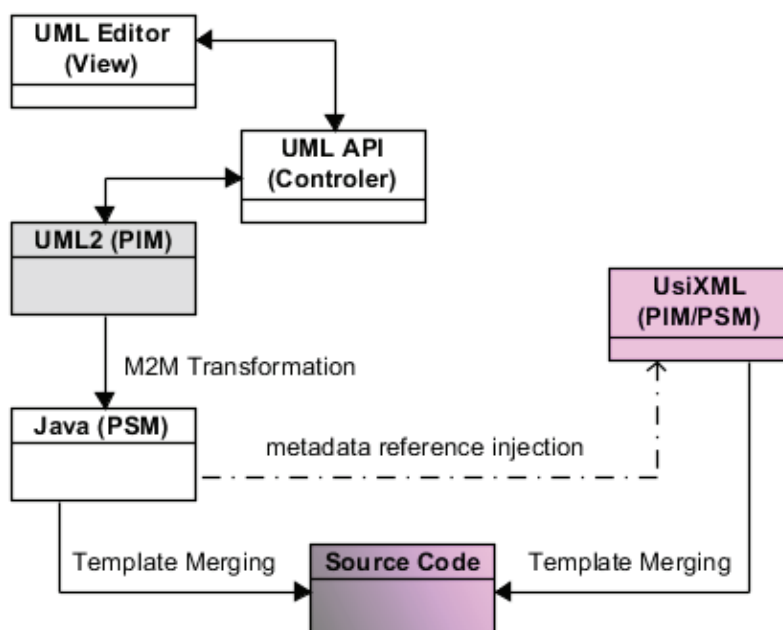 UML Editor
(View)
UML API
(Controler)
UML2 (PIM)
UsiXML
(PIM/PSM)
M2M Transformation
Java (PSM)
metadata reference injection
Template Merging
Source Code
Template Merging